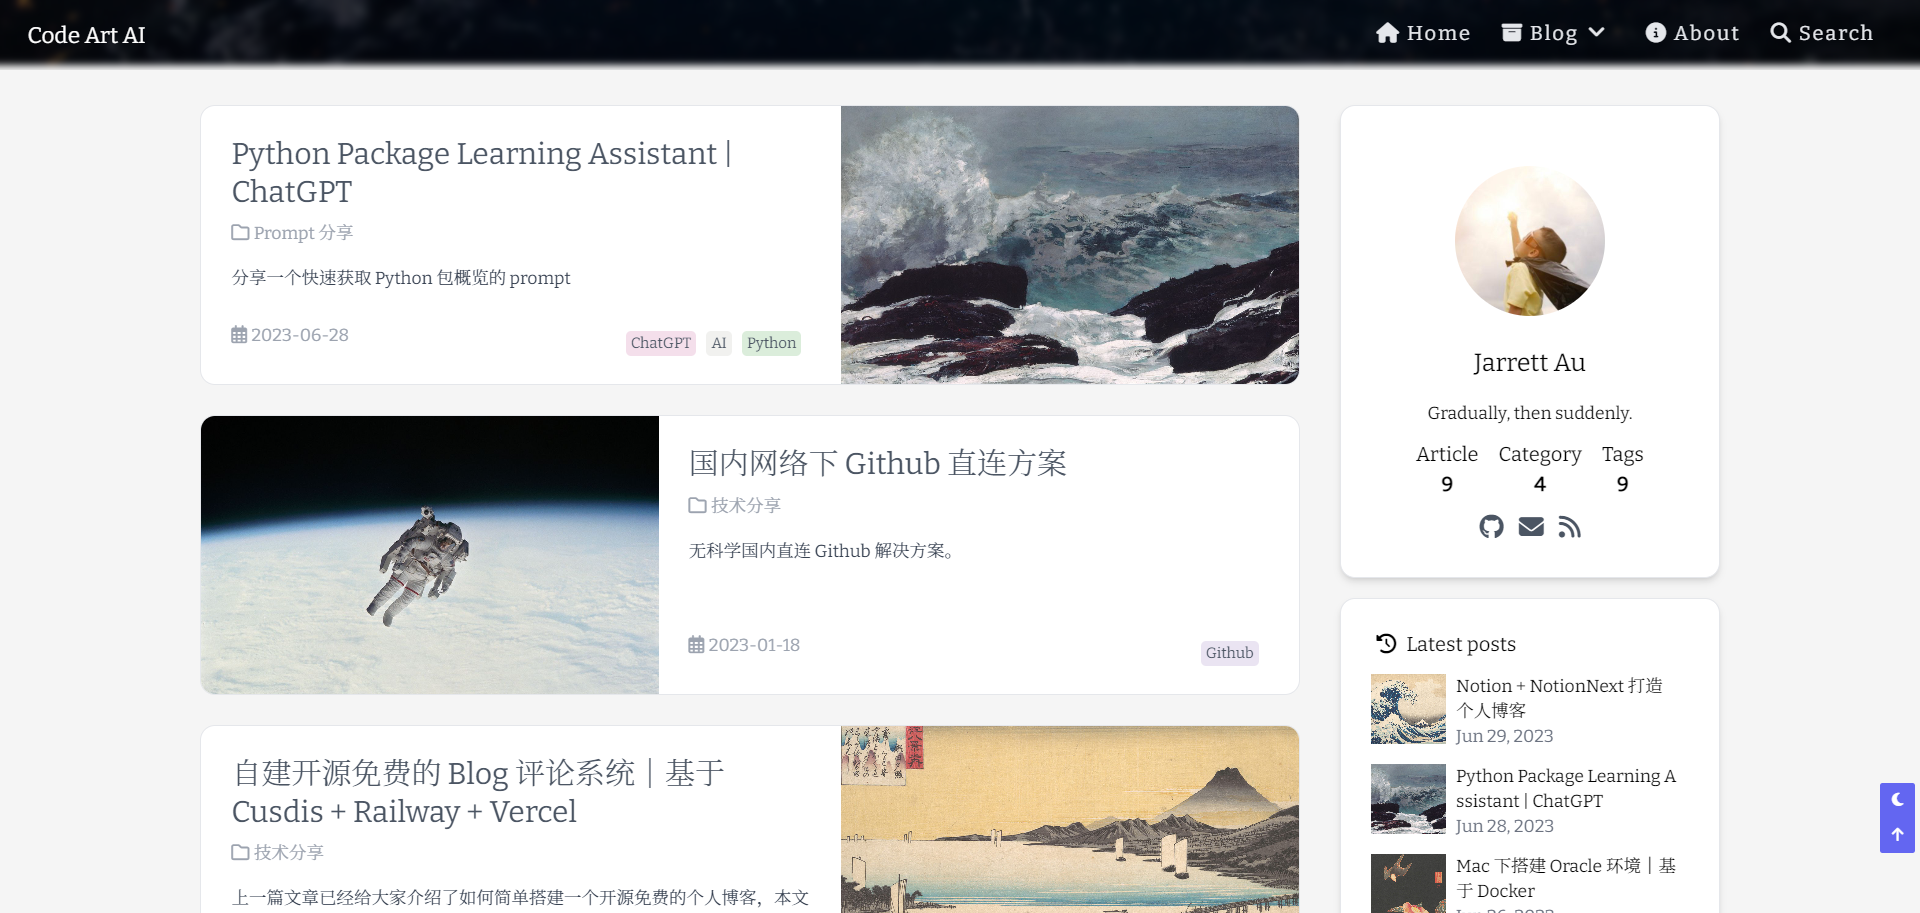 Code Art AI
Home
Blog
About
Search
Python Package Learning Assistant |
ChatGPT
Prompt 分享
分享一个快速获取 Python 包概览的 prompt
2023-06-28
ChatGPT
AI
Python
国内网络下 Github 直连方案
技术分享
无科学国内直连 Github 解决方案。
2023-01-18
Github
自建开源免费的 Blog 评论系统｜基于
Cusdis + Railway + Vercel
技术分享
上一篇文章已经给大家介绍了如何简单搭建一个开源免费的个人博客，本文
Jarrett Au
Gradually, then suddenly.
Article Category Tags
9 4 9
Latest posts
Notion + NotionNext 打造
个人博客
Jun 29, 2023
Python Package Learning A
ssistant | ChatGPT
Jun 28, 2023
Mac 下搭建 Oracle 环境｜基
于 Docker